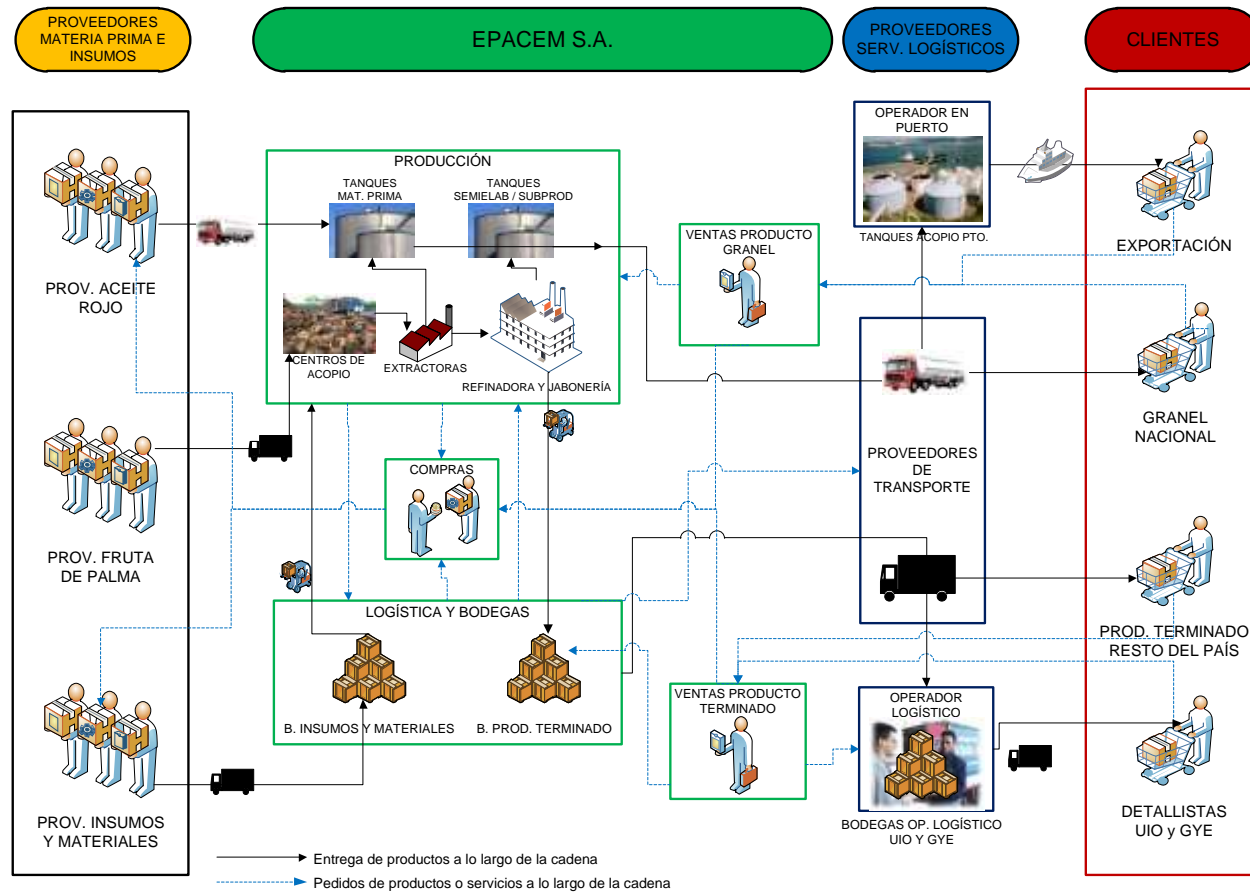 PROVEEDORES
MATERIA PRIMA E
INSUMOS
EPACEM S.A.
PROVEEDORES
SERV. LOGÍSTICOS
CLIENTES
PROV. ACEITE
ROJO
PROV. FRUTA
DE PALMA
PROV. INSUMOS
Y MATERIALES
PRODUCCIÓN
TANQUES
MAT. PRIMA
TANQUES
SEMIELAB / SUBPROD
CENTROS DE
ACOPIO
EXTRACTORAS
REFINADORA Y JABONERÍA
COMPRAS
LOGÍSTICA Y BODEGAS
B. INSUMOS Y MATERIALES
B. PROD. TERMINADO
VENTAS PRODUCTO
GRANEL
VENTAS PRODUCTO
TERMINADO
OPERADOR EN
PUERTO
TANQUES ACOPIO PTO.
PROVEEDORES
DE
TRANSPORTE
OPERADOR
LOGÍSTICO
BODEGAS OP. LOGÍSTICO
UIO Y GYE
EXPORTACIÓN
GRANEL
NACIONAL
PROD. TERMINADO
RESTO DEL PAÍS
DETALLISTAS
UIO y GYE
Entrega de productos a lo largo de la cadena
Pedidos de productos o servicios a lo largo de la cadena